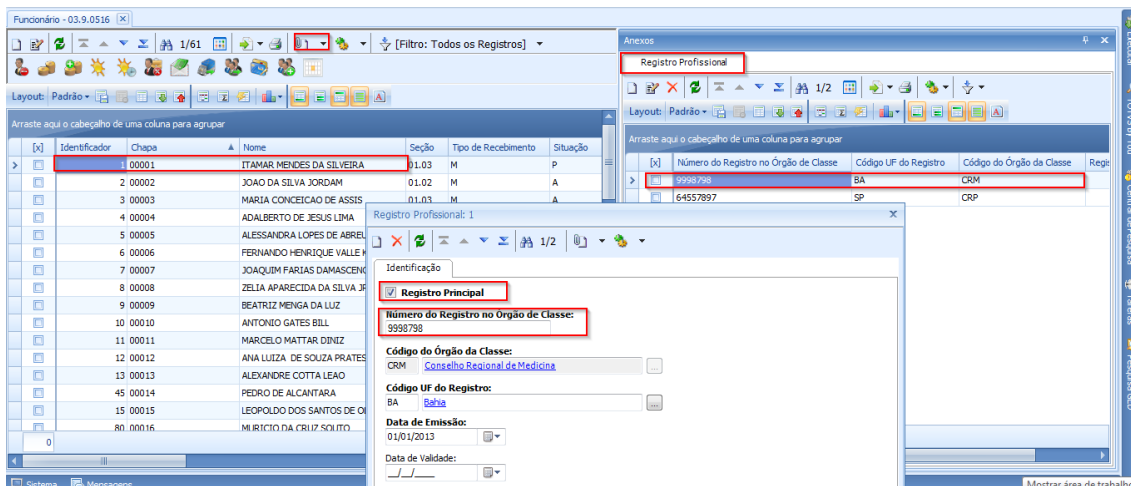 Funcionário - 03.9.0516
1/61
[Filtro: Todos os Registros]
Layout: Padrão
Arraste aqui o cabeçalho de uma coluna para agrupar
[x] Identificador Chapa Nome Seção Tipo de Recebimento Situação
1 00001 ITAMAR MENDES DA SILVEIRA 01.03 M P
2 00002 JOAO DA SILVA JORDAM 01.02 M A
3 00003 MARIA CONCEICAO DE ASSIS 01.03 M A
4 00004 ADALBERTO DE JESUS LIMA
5 00005 ALESSANDRA LOPES DE ABREU
6 00006 FERNANDO HENRIQUE VALLE
7 00007 JOAQUIM FARIAS DAMASCENO
8 00008 ZELIA APARECIDA DA SILVA
9 00009 BEATRIZ MENGA DA LUZ
10 00010 ANTONIO GATES BILL
11 00011 MARCELO MATTAR DINIZ
12 00012 ANA LUIZA DE SOUZA PRATES
13 00013 ALEXANDRE COTTA LEAO
45 00014 PEDRO DE ALCANTARA
15 00015 LEOPOLDO DOS SANTOS DE
80 00016 MURICIO DA CRUZ SOUTO
0
Sistema Mensagens
Anexos
Registro Profissional
1/2
Layout: Padrão
Arraste aqui o cabeçalho de uma coluna para agrupar
[x] Número do Registro no Órgão de Classe Código UF do Registro Código do Órgão da Classe Regis
9998798 BA CRM
64557897 SP CRP
Registro Profissional: 1
1/2
Identificação
Registro Principal
Número do Registro no Órgão de Classe:
9998798
Código do Órgão da Classe:
CRM Conselho Regional de Medicina
Código UF do Registro:
BA Bahia
Data de Emissão:
01/01/2013
Data de Validade:
__/__/____
Mostrar área de trabalho